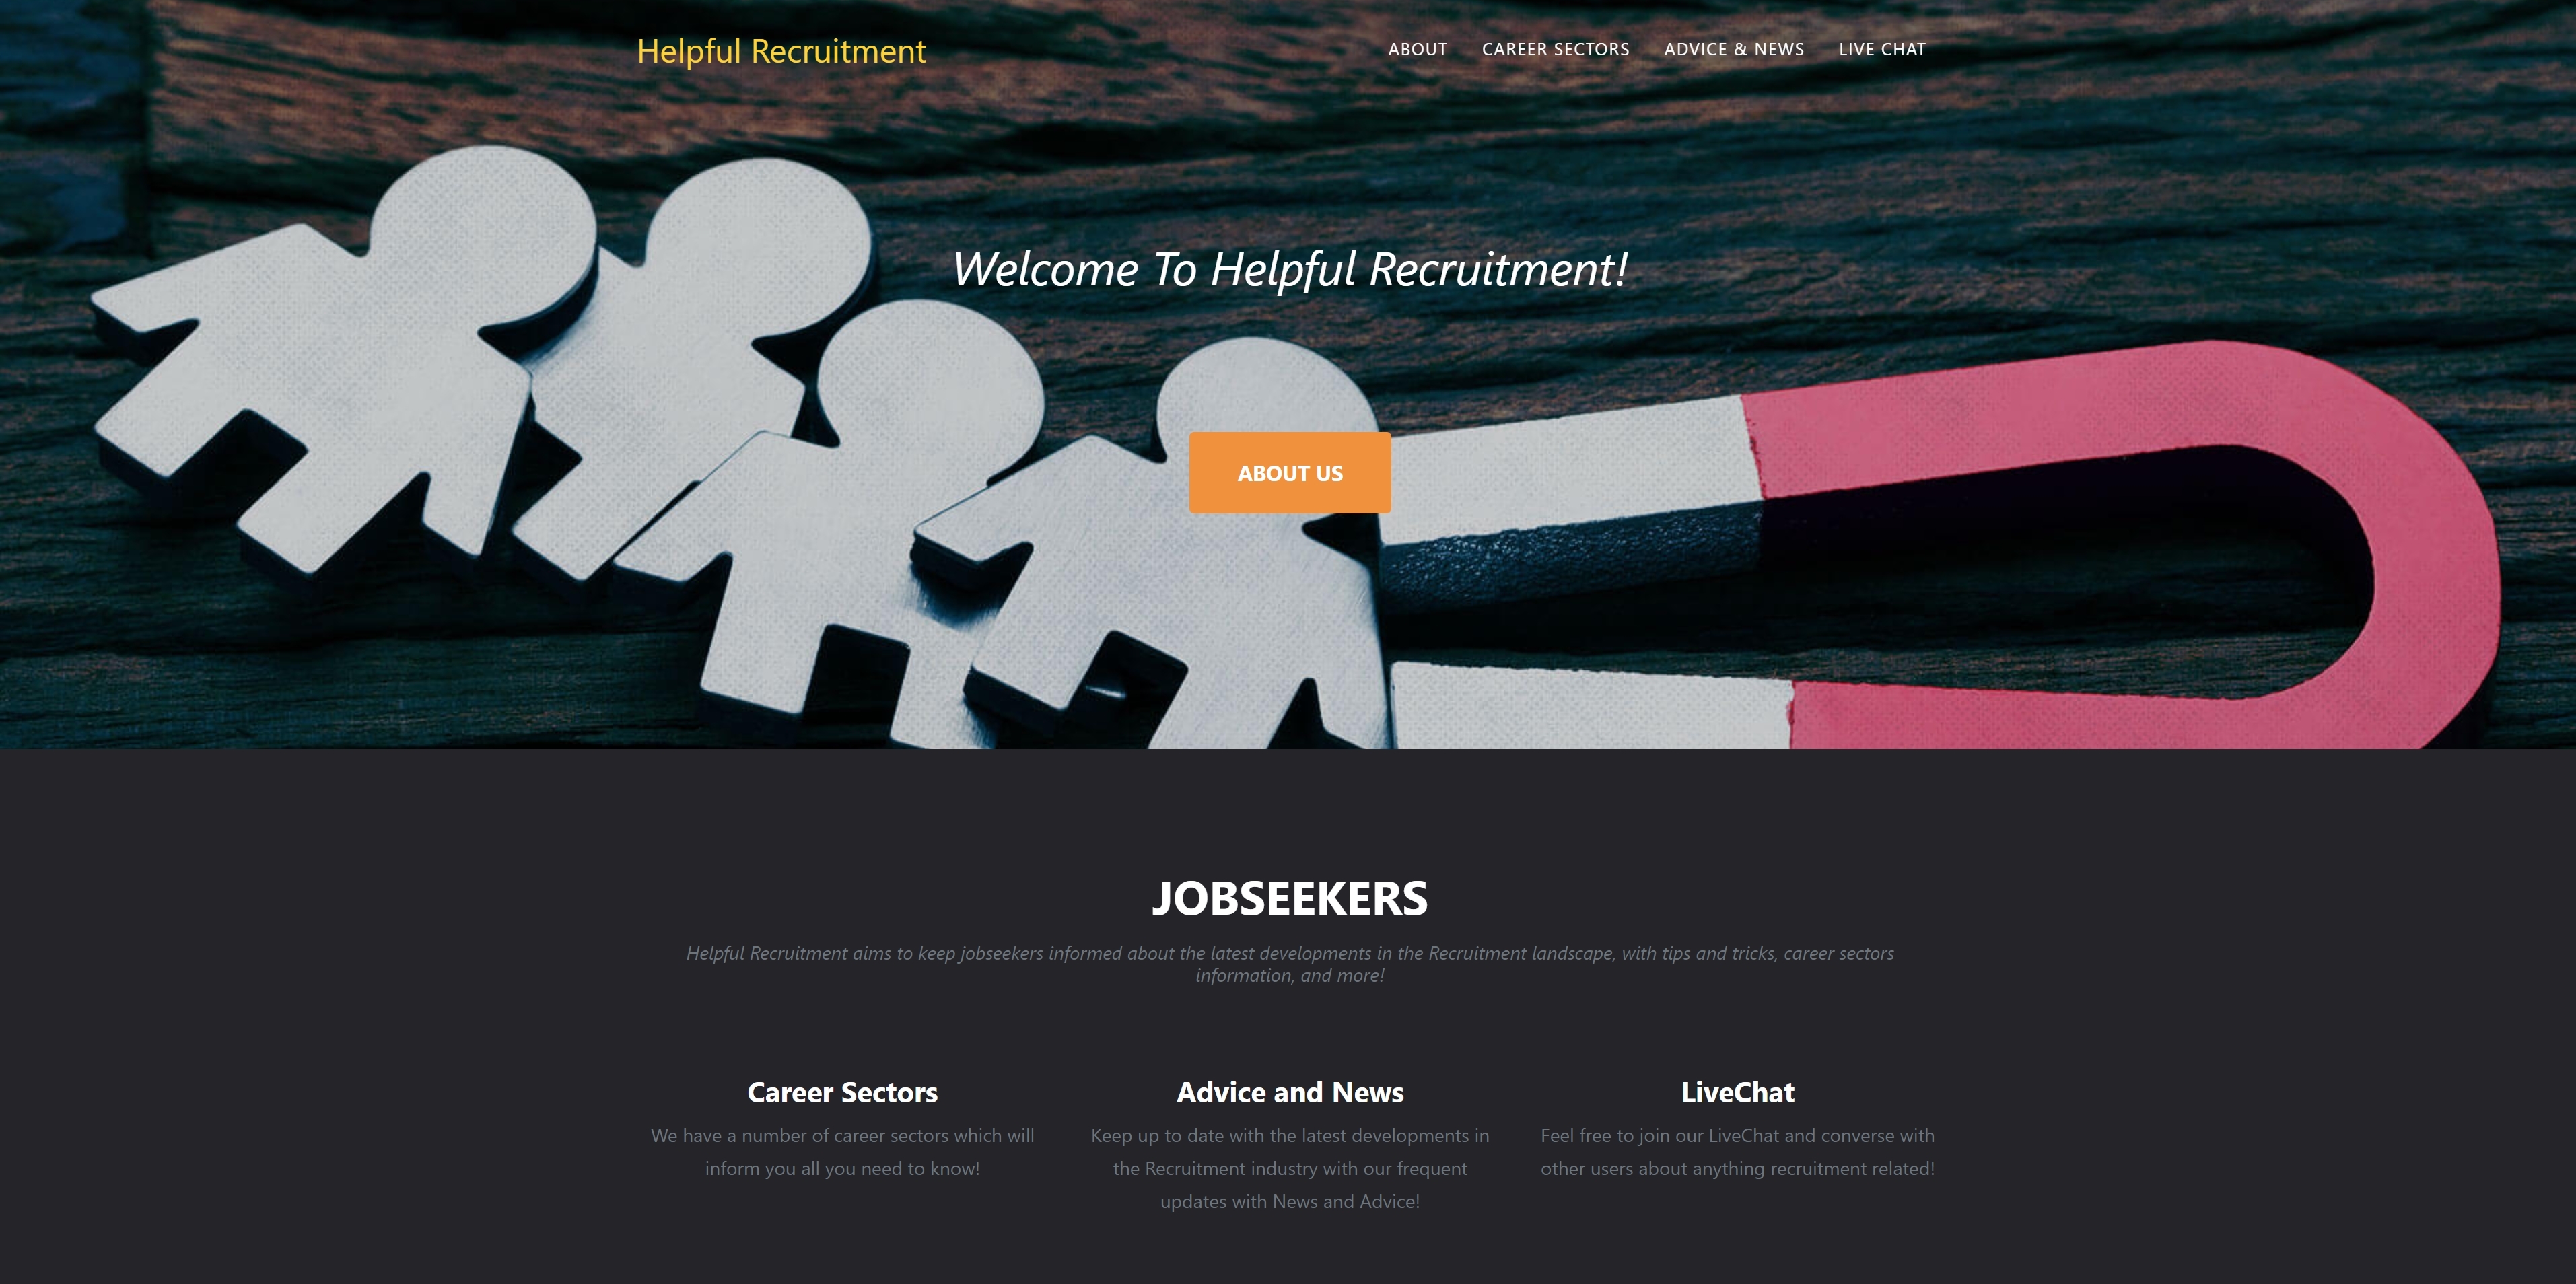 Helpful Recruitment
ABOUT CAREER SECTORS ADVICE & NEWS LIVE CHAT
Welcome To Helpful Recruitment!
ABOUT US
JOBSEEKERS
Helpful Recruitment aims to keep jobseekers informed about the latest developments in the Recruitment landscape, with tips and tricks, career sectors
information, and more!
Career Sectors
We have a number of career sectors which will
inform you all you need to know!
Advice and News
Keep up to date with the latest developments in
the Recruitment industry with our frequent
updates with News and Advice!
LiveChat
Feel free to join our LiveChat and converse with
other users about anything recruitment related!